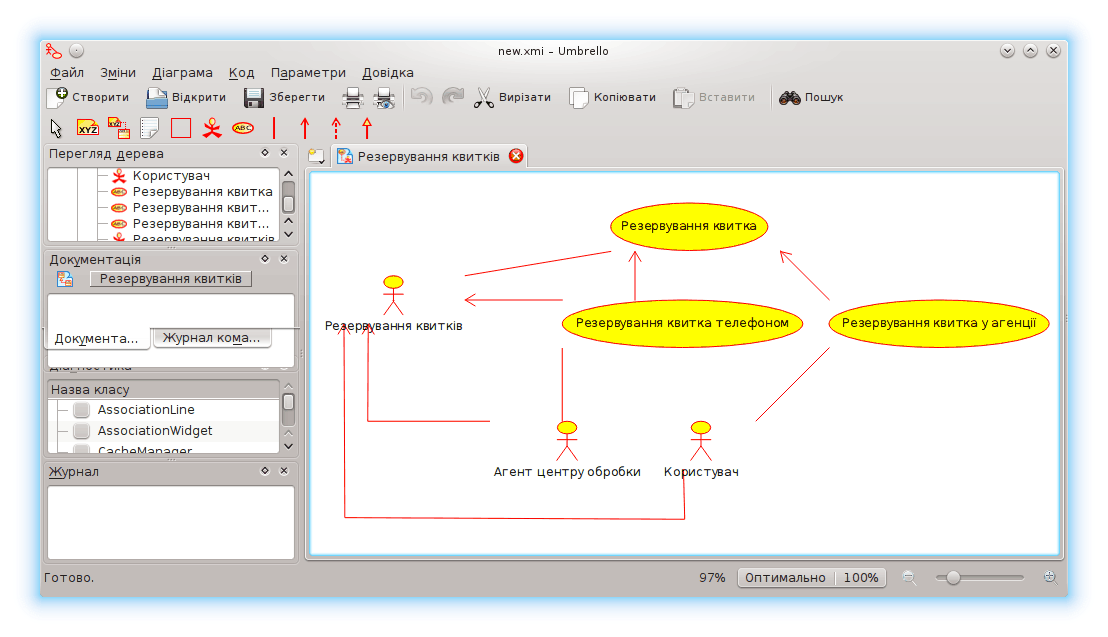 new.xmi – Umbrello
Файл Зміни Діаграма Код Параметри Довідка
Створити Відкрити Зберегти Вирізати Копіювати Вставити Пошук
XYZ XYZ ABC
Перегляд дерева
Користувач
Резервування квитка
Резервування квит...
Резервування квит...
Резервування квитків
Документація
Резервування квитків
Документа...
Журнал кома...
Діагностика
Назва класу
AssociationLine
AssociationWidget
CacheManager
Журнал
Резервування квитків
Резервування квитка
Резервування квитків
Резервування квитка телефоном
Резервування квитка у агенції
Агент центру обробки
Користувач
Готово.
97% Оптимально 100%